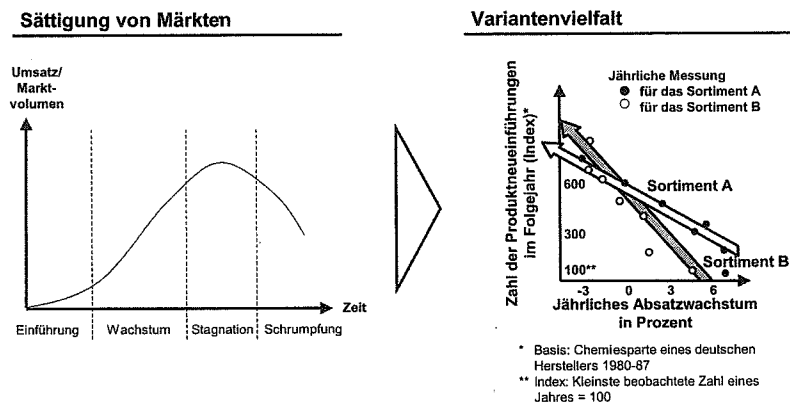 Sättigung von Märkten
Umsatz/
Markt-
volumen
Zeit
Einführung
Wachstum
Stagnation
Schrumpfung
Variantenvielfalt
Jährliche Messung
für das Sortiment A
für das Sortiment B
Zahl der Produktneueinführungen
im Folgejahr (Index)*
600
300
100**
Sortiment A
Sortiment B
-3 0 3 6
Jährliches Absatzwachstum
in Prozent
* Basis: Chemiesparte eines deutschen
Herstellers 1980-87
** Index: Kleinste beobachtete Zahl eines
Jahres = 100